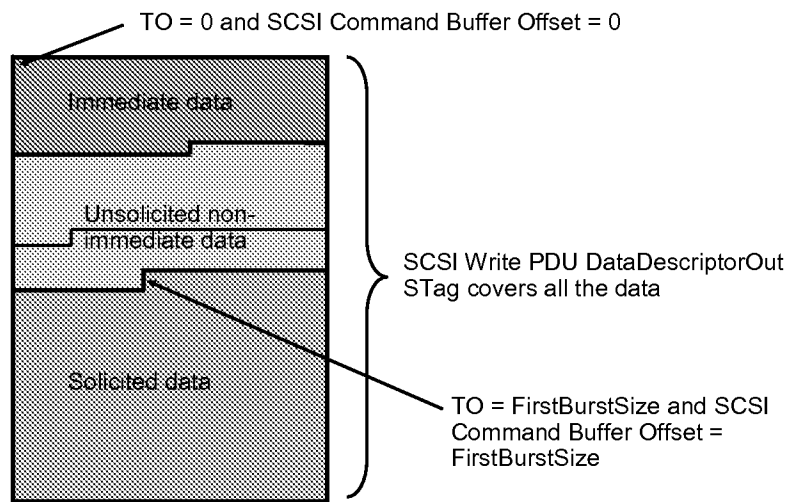 TO = 0 and SCSI Command Buffer Offset = 0
Immediate data
Unsolicited non-
immediate data
SCSI Write PDU DataDescriptorOut
STag covers all the data
Solicited data
TO = FirstBurstSize and SCSI
Command Buffer Offset =
FirstBurstSize